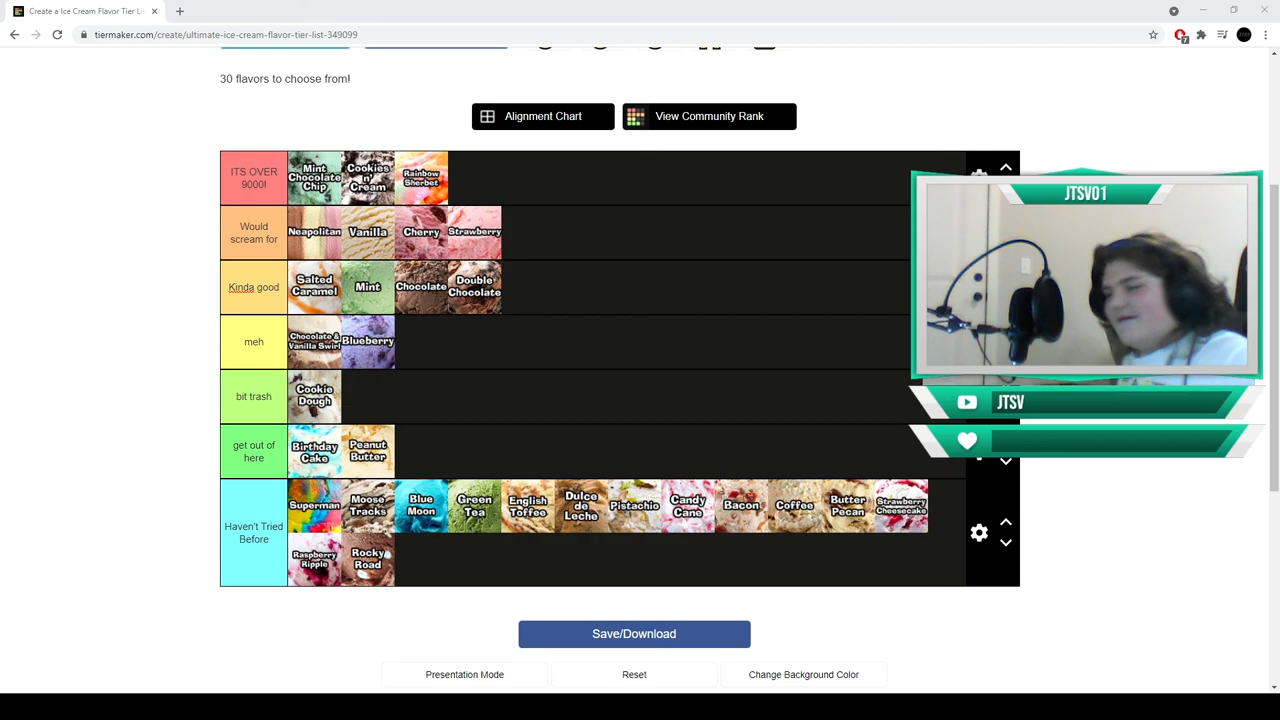 Create a Ice Cream Flavor Tier Lis
tiermaker.com/create/ultimate-ice-cream-flavor-tier-list-349099
7
30 flavors to choose from!
Alignment Chart
View Community Rank
ITS OVER
9000!
Mint
Chocolate
Chip
Cookies
n'
Cream
Rainbow
Sherbet
Would
scream for
Neapolitan
Vanilla
Cherry
Strawberry
Kinda good
Salted
Caramel
Mint
Chocolate
Double
Chocolate
meh
Chocolate &
Vanilla Swirl
Blueberry
bit trash
Cookie
Dough
get out of
here
Birthday
Cake
Peanut
Butter
Haven't Tried
Before
Superman
Moose
Tracks
Blue
Moon
Green
Tea
English
Toffee
Dulce
de
Leche
Pistachio
Candy
Cane
Bacon
Coffee
Butter
Pecan
Strawberry
Cheesecake
Raspberry
Ripple
Rocky
Road
JTSV01
JTSV
Save/Download
Presentation Mode
Reset
Change Background Color